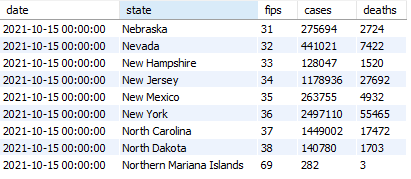 date state fips cases deaths
2021-10-15 00:00:00 Nebraska 31 275694 2724
2021-10-15 00:00:00 Nevada 32 441021 7422
2021-10-15 00:00:00 New Hampshire 33 128047 1520
2021-10-15 00:00:00 New Jersey 34 1178936 27692
2021-10-15 00:00:00 New Mexico 35 263755 4932
2021-10-15 00:00:00 New York 36 2497110 55465
2021-10-15 00:00:00 North Carolina 37 1449002 17472
2021-10-15 00:00:00 North Dakota 38 140780 1703
2021-10-15 00:00:00 Northern Mariana Islands 69 282 3